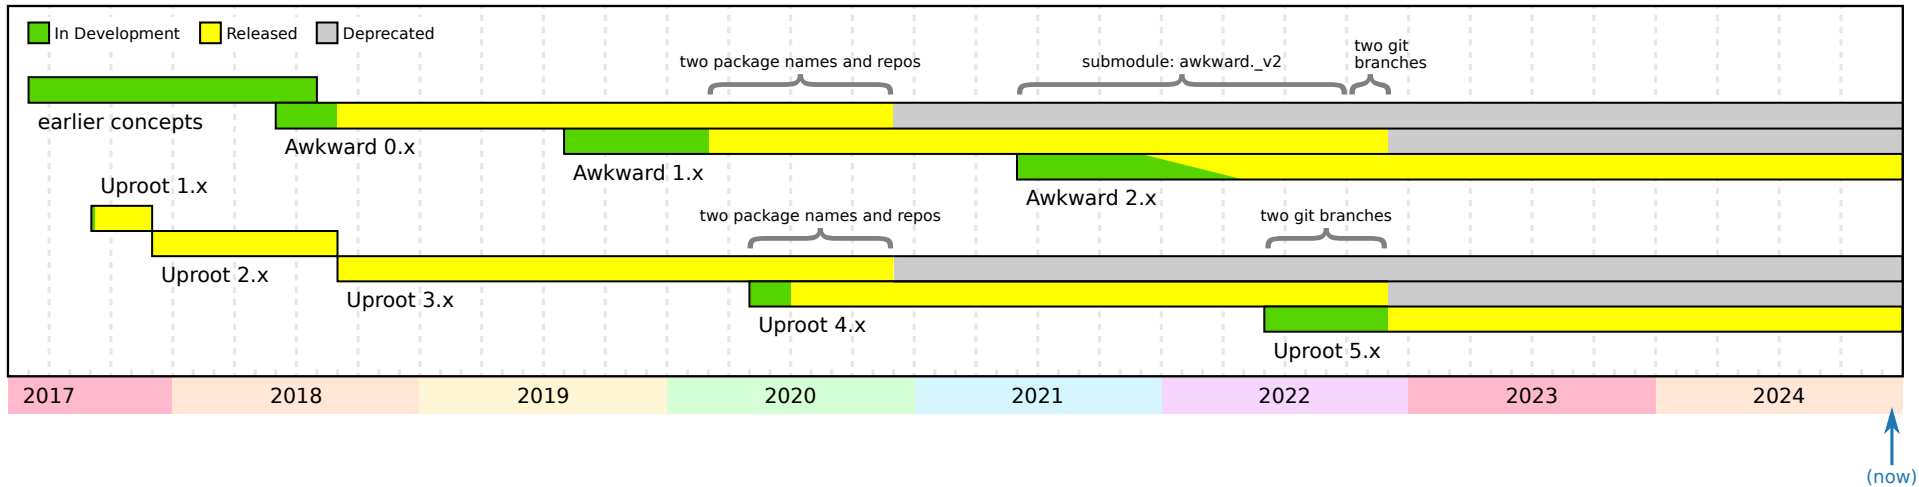 In Development
Released
Deprecated
two package names and repos
submodule: awkward._v2
two git
branches
earlier concepts
Awkward 0.x
Awkward 1.x
Awkward 2.x
Uproot 1.x
two package names and repos
two git branches
Uproot 2.x
Uproot 3.x
Uproot 4.x
Uproot 5.x
2017
2018
2019
2020
2021
2022
2023
2024
(now)